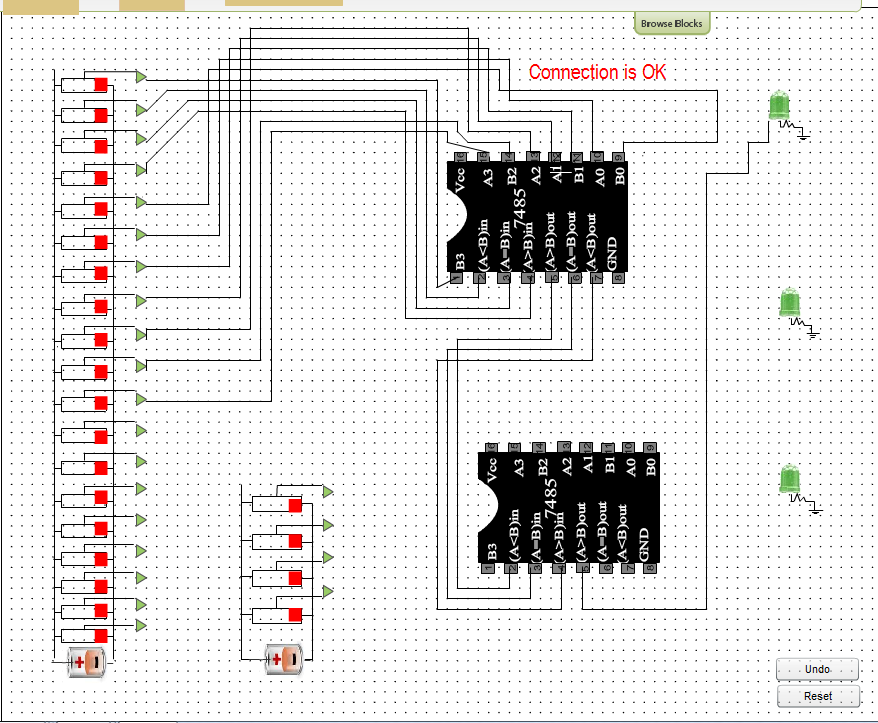 Browse Blocks
Connection is OK
16 15 14 13 12 11 10 9
Vcc A3 B2 A2 A1 B1 A0 B0
7485
B3 (A<B)in (A=B)in (A>B)in (A>B)out (A=B)out (A<B)out GND
1 2 3 4 5 6 7 8
16 15 14 13 12 11 10 9
Vcc A3 B2 A2 A1 B1 A0 B0
7485
B3 (A<B)in (A=B)in (A>B)in (A>B)out (A=B)out (A<B)out GND
1 2 3 4 5 6 7 8
+ -
+ -
Undo
Reset